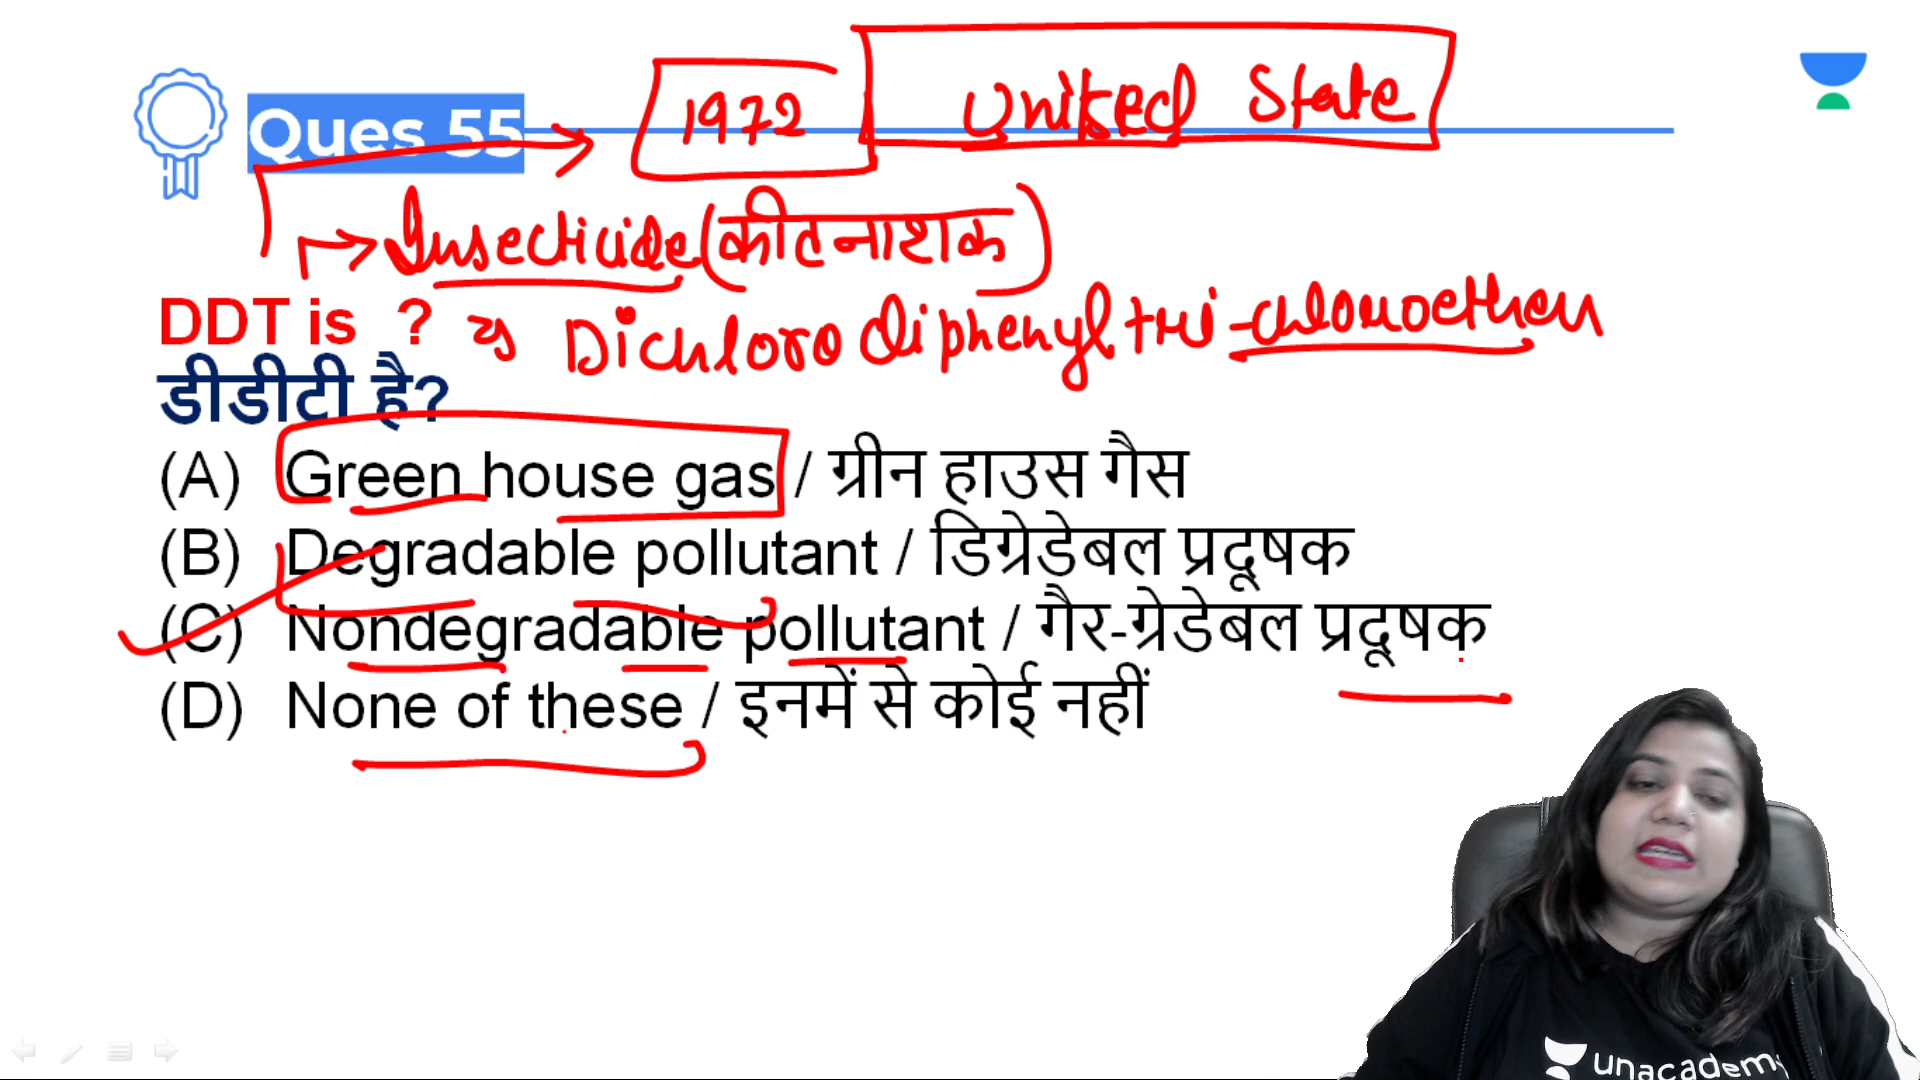 1972 United State
Ques 55
Insecticide (कीटनाशक)
DDT is ? Dichloro diphenyl tri-chloroethen
डीडीटी है?
(A) Green house gas / ग्रीन हाउस गैस
(B) Degradable pollutant / डिग्रेडेबल प्रदूषक
(C) Nondegradable pollutant / गैर-ग्रेडेबल प्रदूषक
(D) None of these / इनमें से कोई नहीं
unacademy